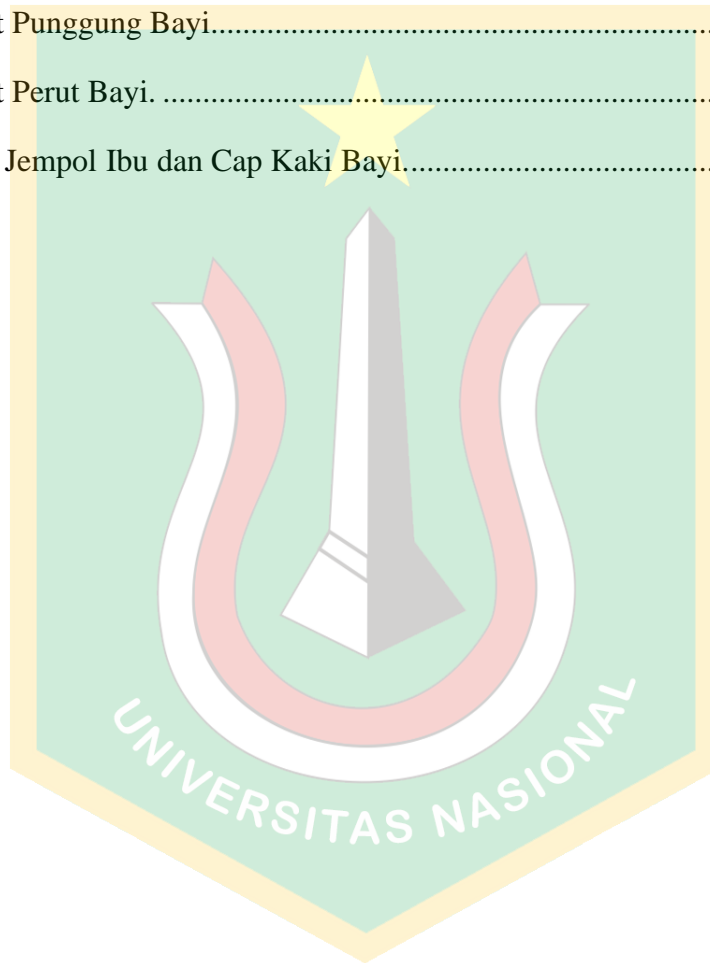 t Punggung Bayi................................................................
t Perut Bayi. .....................................................................
Jempol Ibu dan Cap Kaki Bayi.......................................
UNIVERSITAS NASIONAL